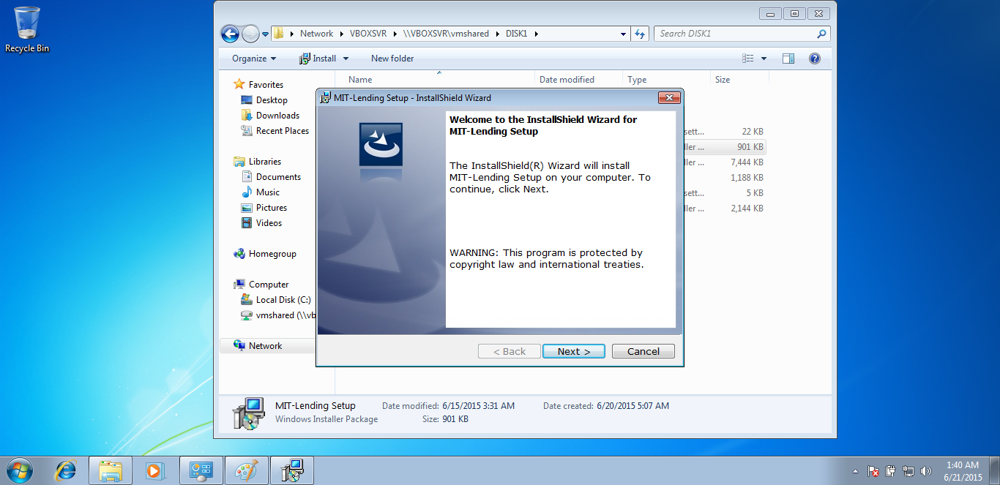 Recycle Bin
Network VBOXSVR \\VBOXSVR\vmshared DISK1
Search DISK1
Organize Install New folder
Favorites
Desktop
Downloads
Recent Places
Libraries
Documents
Music
Pictures
Videos
Homegroup
Computer
Local Disk (C:)
vmshared (\\vb
Network
Name Date modified Type Size
sett... 22 KB
ller ... 901 KB
ller ... 7,444 KB
1,188 KB
sett... 5 KB
ller ... 2,144 KB
MIT-Lending Setup - InstallShield Wizard
Welcome to the InstallShield Wizard for
MIT-Lending Setup
The InstallShield(R) Wizard will install
MIT-Lending Setup on your computer. To
continue, click Next.
WARNING: This program is protected by
copyright law and international treaties.
< Back Next > Cancel
MIT-Lending Setup Date modified: 6/15/2015 3:31 AM Date created: 6/20/2015 5:07 AM
Windows Installer Package Size: 901 KB
1:40 AM
6/21/2015